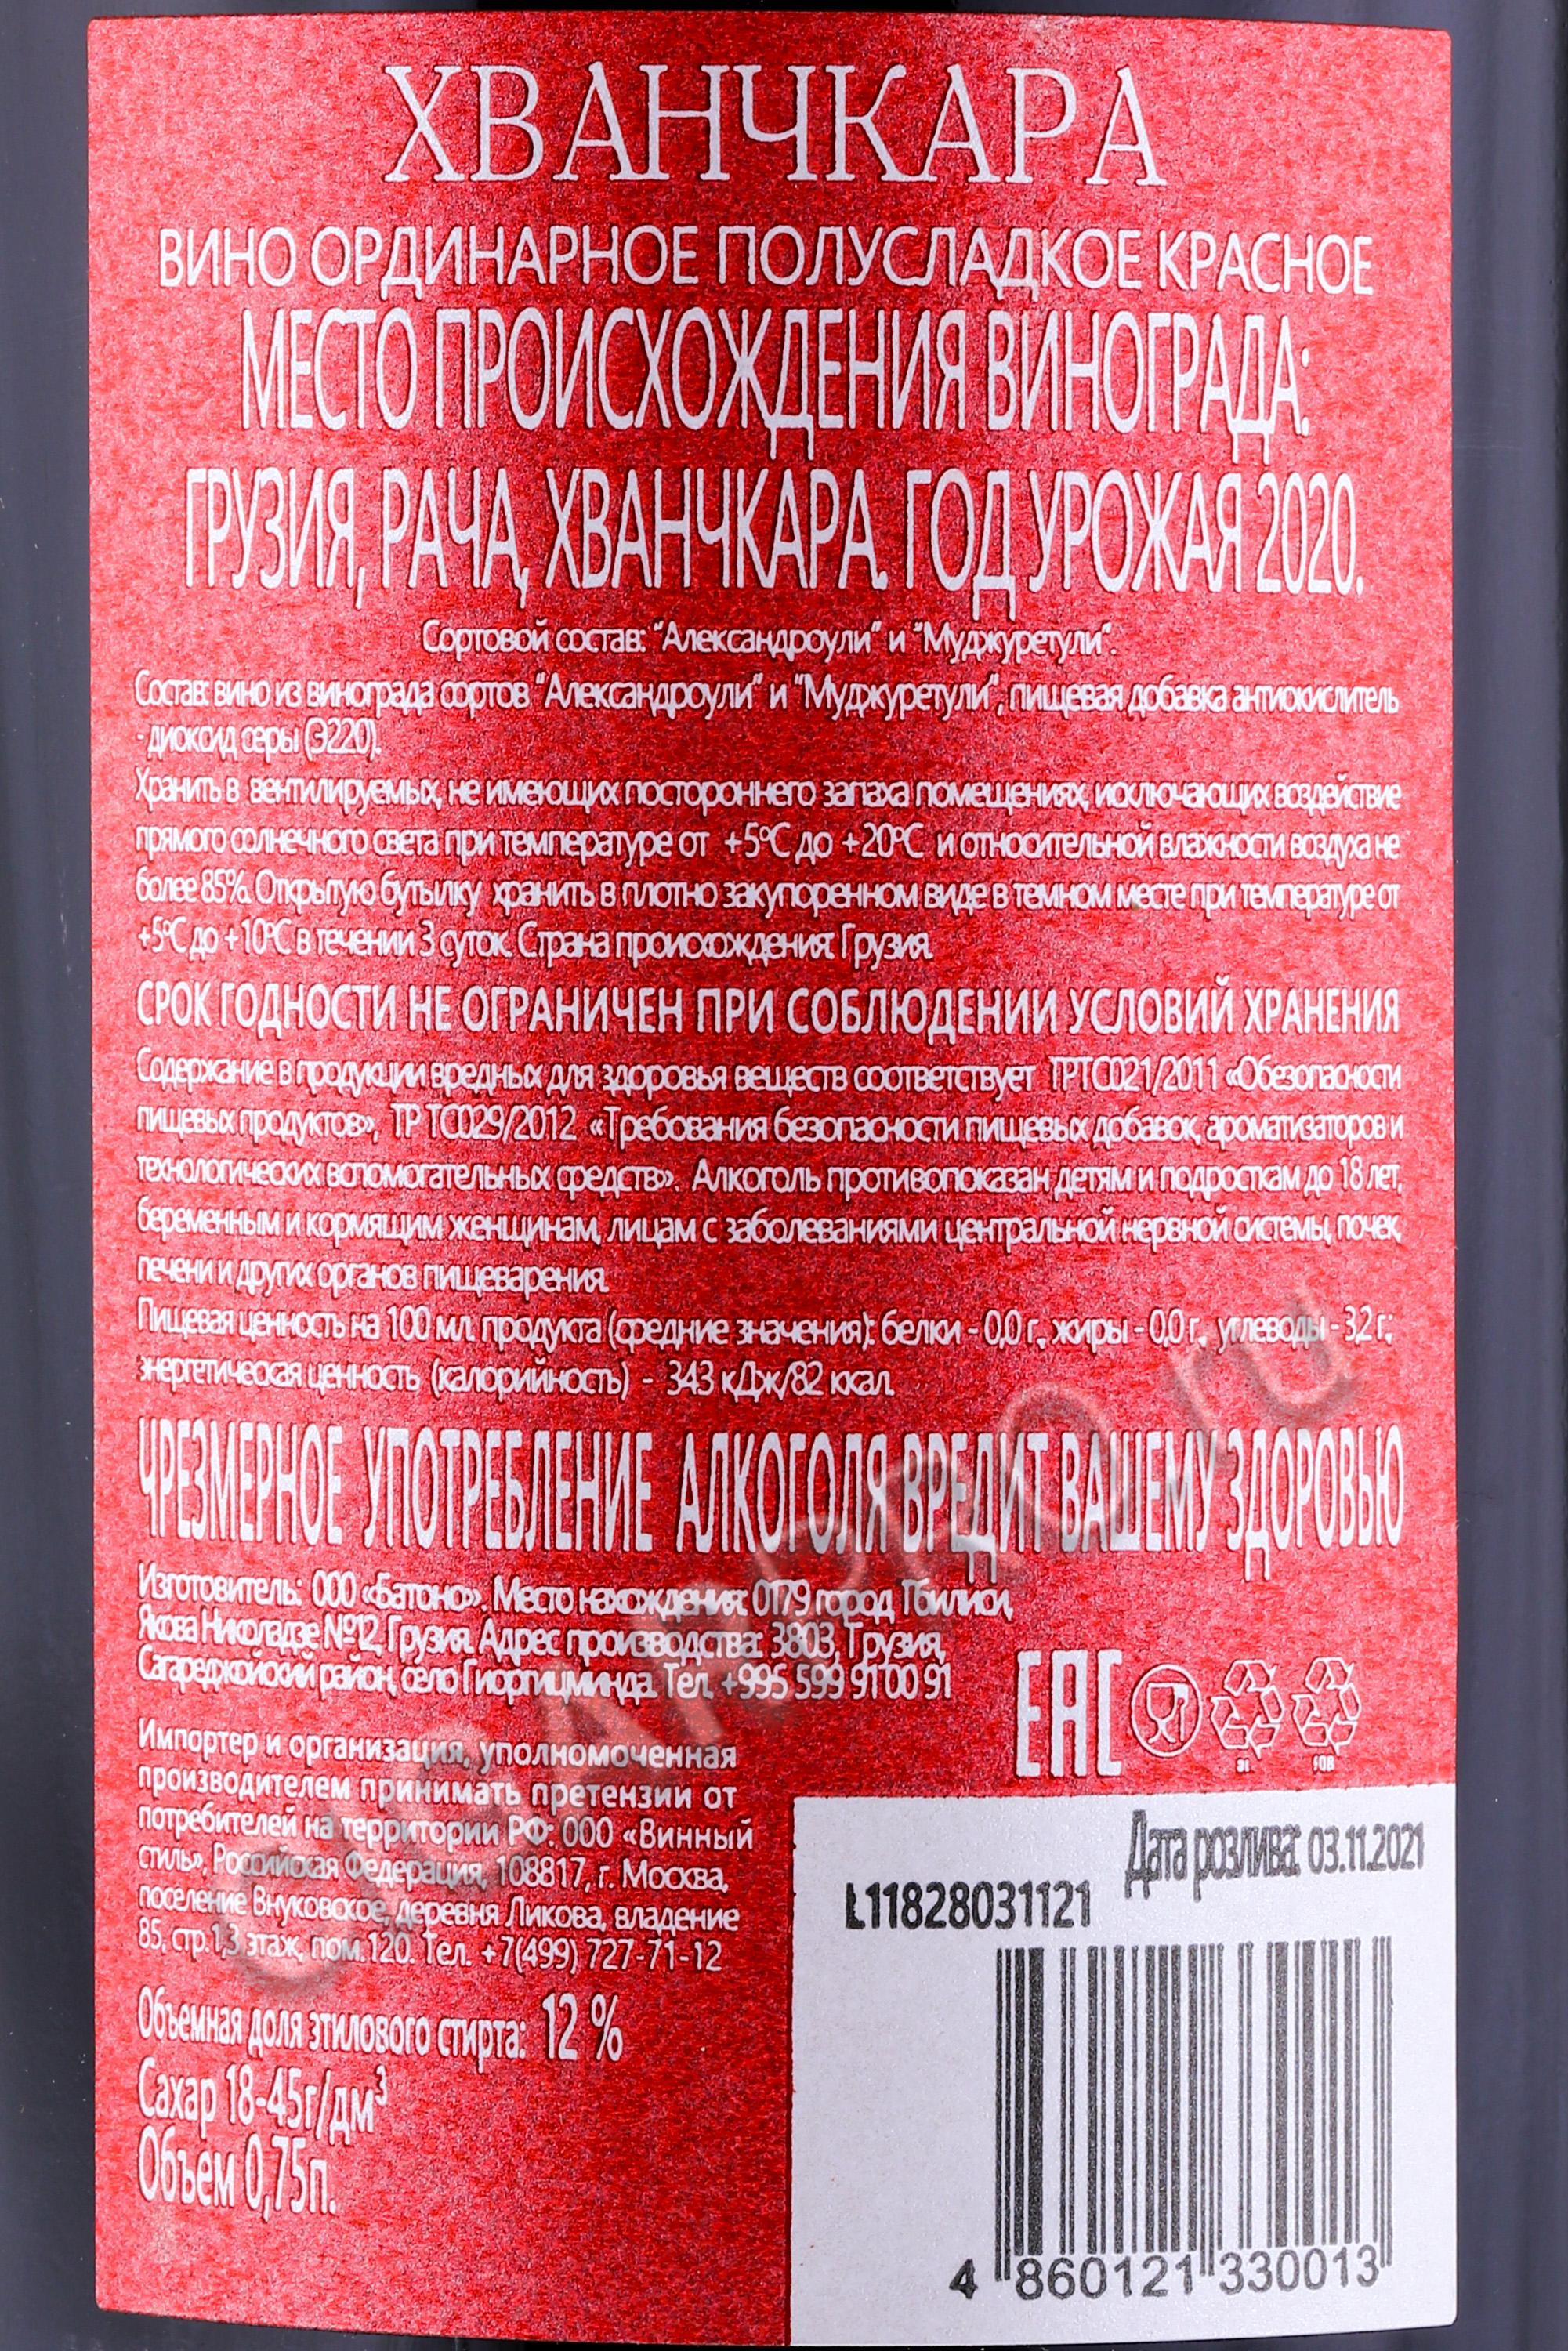 ХВАНЧКАРА
ВИНО ОРДИНАРНОЕ ПОЛУСЛАДКОЕ КРАСНОЕ
МЕСТО ПРОИСХОЖДЕНИЯ ВИНОГРАДА:
ГРУЗИЯ, РАЧА, ХВАНЧКАРА. ГОД УРОЖАЯ 2020.
Сортовой состав: "Александроули" и "Муджуретули".
Состав: вино из винограда сортов "Александроули" и "Муджуретули", пищевая добавка антиокислитель
- диоксид серы (Э220).
Хранить в вентилируемых, не имеющих постороннего запаха помещениях, исключающих воздействие
прямого солнечного света при температуре от +5°С до +20°С и относительной влажности воздуха не
более 85%. Открытую бутылку хранить в плотно закупоренном виде в темном месте при температуре от
+5°С до +10°С в течении 3 суток. Страна происхождения: Грузия.
СРОК ГОДНОСТИ НЕ ОГРАНИЧЕН ПРИ СОБЛЮДЕНИИ УСЛОВИЙ ХРАНЕНИЯ
Содержание в продукции вредных для здоровья веществ соответствует ТРТС021/2011 «Обезопасности
пищевых продуктов», ТР ТС029/2012 «Требования безопасности пищевых добавок, ароматизаторов и
технологических вспомогательных средств». Алкоголь противопоказан детям и подросткам до 18 лет,
беременным и кормящим женщинам, лицам с заболеваниями центральной нервной системы, почек,
печени и других органов пищеварения.
Пищевая ценность на 100 мл. продукта (средние значения): белки - 0,0 г., жиры - 0,0 г., углеводы - 3,2 г.;
энергетическая ценность (калорийность) - 343 кДж/82 ккал.
ЧРЕЗМЕРНОЕ УПОТРЕБЛЕНИЕ АЛКОГОЛЯ ВРЕДИТ ВАШЕМУ ЗДОРОВЬЮ
Изготовитель: ООО «Батоно». Место нахождения: 0179 город Тбилиси,
Якова Николадзе №12, Грузия. Адрес производства: 3803, Грузия,
Сагареджойский район, село Гиоргицминда. Тел. +995 599 91 00 91
EAC
Импортер и организация, уполномоченная
производителем принимать претензии от
потребителей на территории РФ: ООО «Винный
стиль», Российская Федерация, 108817, г. Москва,
поселение Внуковское, деревня Ликова, владение
85, стр.1,3 этаж, пом.120. Тел. +7(499) 727-71-12
Объемная доля этилового спирта: 12 %
Сахар 18-45г/дм³
Объем 0,75л.
Дата розлива: 03.11.2021
L11828031121
4 860121 330013
CIGARPRO.ru